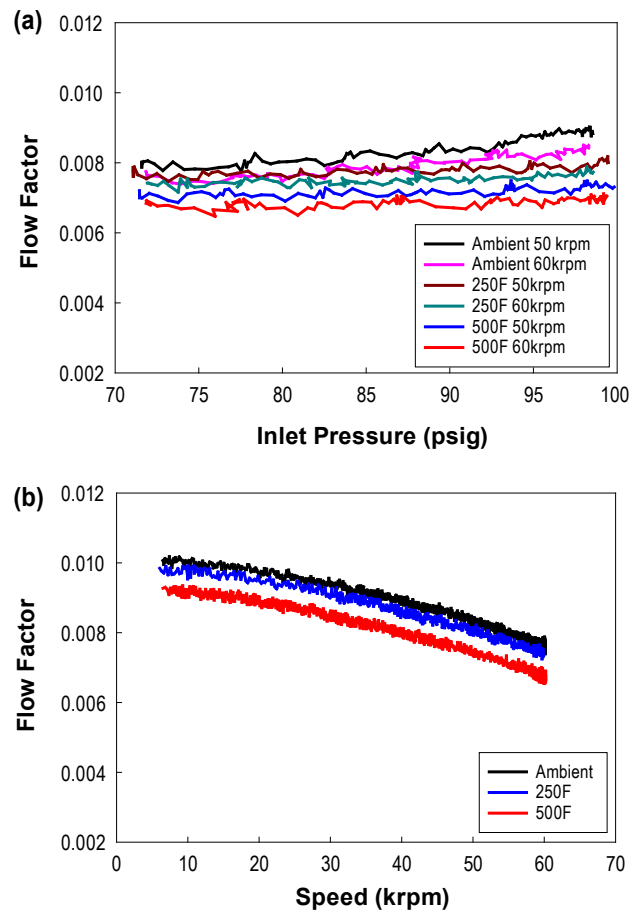 (a)
0.012
0.010
0.008
0.006
0.004
0.002
Flow Factor
Ambient 50 krpm
Ambient 60krpm
250F 50krpm
250F 60krpm
500F 50krpm
500F 60krpm
70 75 80 85 90 95 100
Inlet Pressure (psig)
(b)
0.012
0.010
0.008
0.006
0.004
0.002
Flow Factor
Ambient
250F
500F
0 10 20 30 40 50 60 70
Speed (krpm)